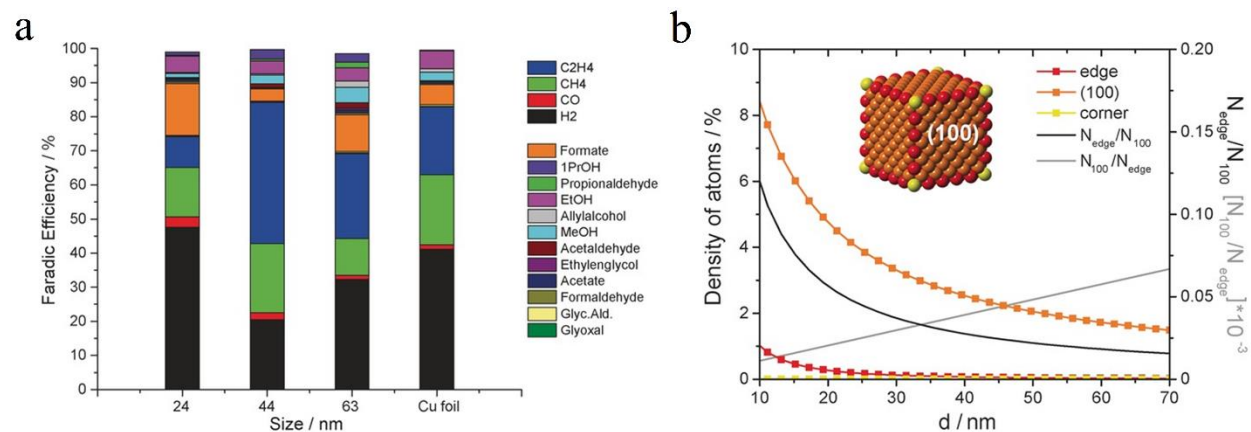 a
100
90
80
70
60
50
40
30
20
10
0
Faradic Efficiency / %
24 44 63 Cu foil
Size / nm
C2H4
CH4
CO
H2
Formate
1PrOH
Propionaldehyde
EtOH
Allylalcohol
MeOH
Acetaldehyde
Ethylenglycol
Acetate
Formaldehyde
Glyc.Ald.
Glyoxal
b
10
8
6
4
2
0
Density of atoms / %
(100)
edge
(100)
corner
Nedge/N100
N100/Nedge
0.20
0.15
0.10
0.05
0
Nedge/N100 [N100/Nedge]*10-3
10 20 30 40 50 60 70
d / nm